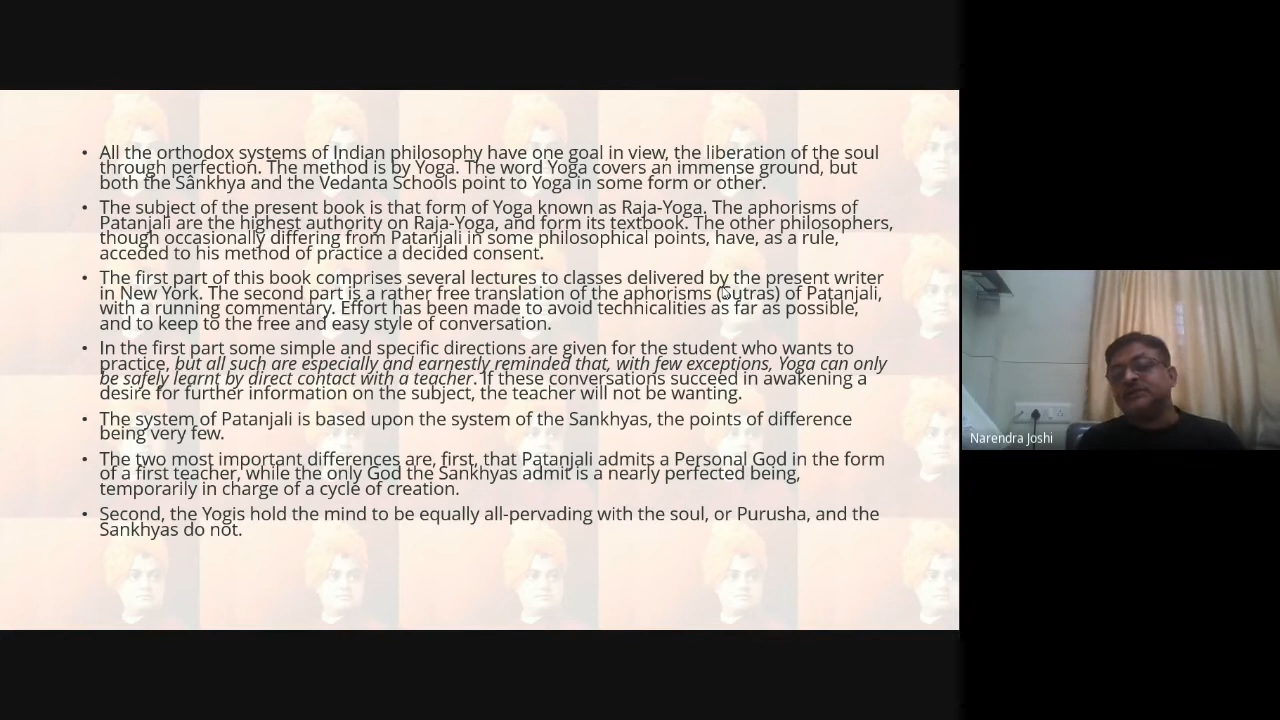 • All the orthodox systems of Indian philosophy have one goal in view, the liberation of the soul
through perfection. The method is by Yoga. The word Yoga covers an immense ground, but
both the Sânkhya and the Vedanta Schools point to Yoga in some form or other.
• The subject of the present book is that form of Yoga known as Raja-Yoga. The aphorisms of
Patanjali are the highest authority on Raja-Yoga, and form its textbook. The other philosophers,
though occasionally differing from Patanjali in some philosophical points, have, as a rule,
acceded to his method of practice a decided consent.
• The first part of this book comprises several lectures to classes delivered by the present writer
in New York. The second part is a rather free translation of the aphorisms (Sutras) of Patanjali,
with a running commentary. Effort has been made to avoid technicalities as far as possible,
and to keep to the free and easy style of conversation.
• In the first part some simple and specific directions are given for the student who wants to
practice, but all such are especially and earnestly reminded that, with few exceptions, Yoga can only
be safely learnt by direct contact with a teacher. If these conversations succeed in awakening a
desire for further information on the subject, the teacher will not be wanting.
• The system of Patanjali is based upon the system of the Sankhyas, the points of difference
being very few.
• The two most important differences are, first, that Patanjali admits a Personal God in the form
of a first teacher, while the only God the Sankhyas admit is a nearly perfected being,
temporarily in charge of a cycle of creation.
• Second, the Yogis hold the mind to be equally all-pervading with the soul, or Purusha, and the
Sankhyas do not.
Narendra Joshi